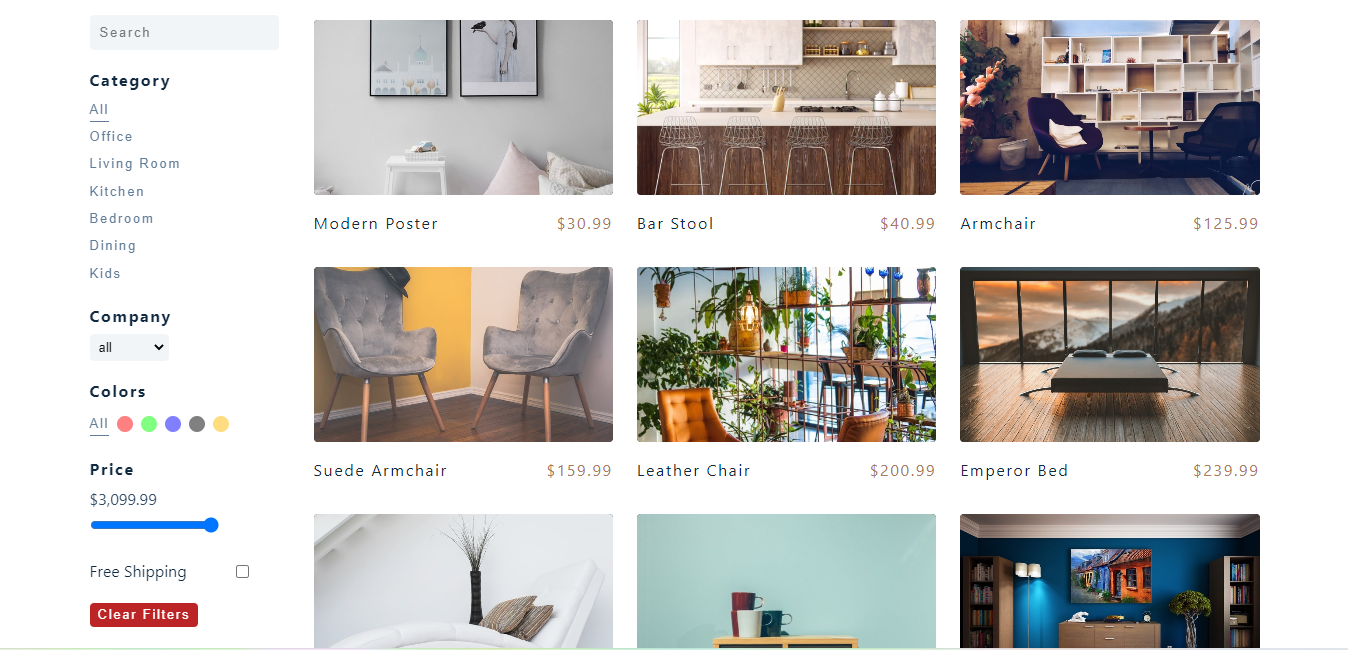 Search
Category
All
Office
Living Room
Kitchen
Bedroom
Dining
Kids
Company
all
Colors
All
Price
$3,099.99
Free Shipping
Clear Filters
Modern Poster $30.99
Bar Stool $40.99
Armchair $125.99
Suede Armchair $159.99
Leather Chair $200.99
Emperor Bed $239.99